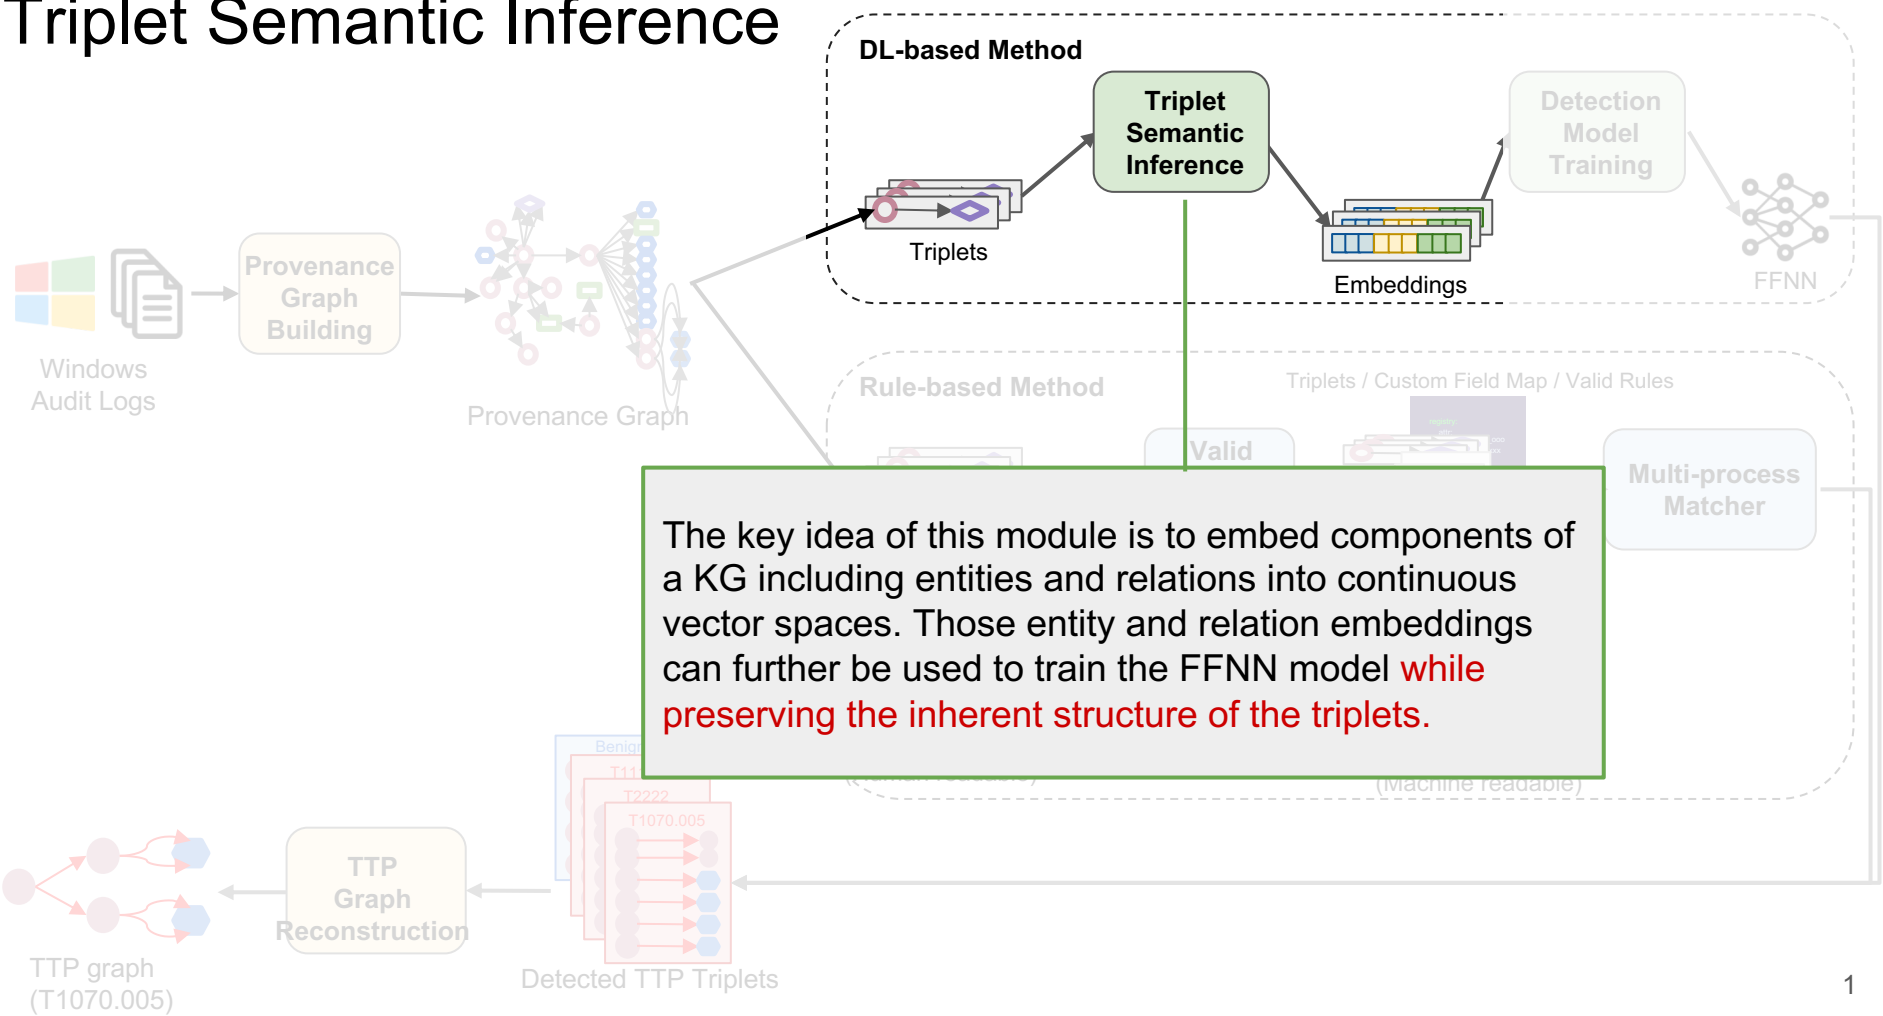 Triplet Semantic Inference
DL-based Method
Triplet
Semantic
Inference
Detection
Model
Training
Triplets
Embeddings
FFNN
Provenance
Graph
Building
Windows
Audit Logs
Provenance Graph
Rule-based Method
Triplets / Custom Field Map / Valid Rules
registry:
Valid
Multi-process
Matcher
The key idea of this module is to embed components of
a KG including entities and relations into continuous
vector spaces. Those entity and relation embeddings
can further be used to train the FFNN model while
preserving the inherent structure of the triplets.
(Machine readable)
Benign
T2222
T1070.005
TTP
Graph
Reconstruction
TTP graph
(T1070.005)
Detected TTP Triplets
1